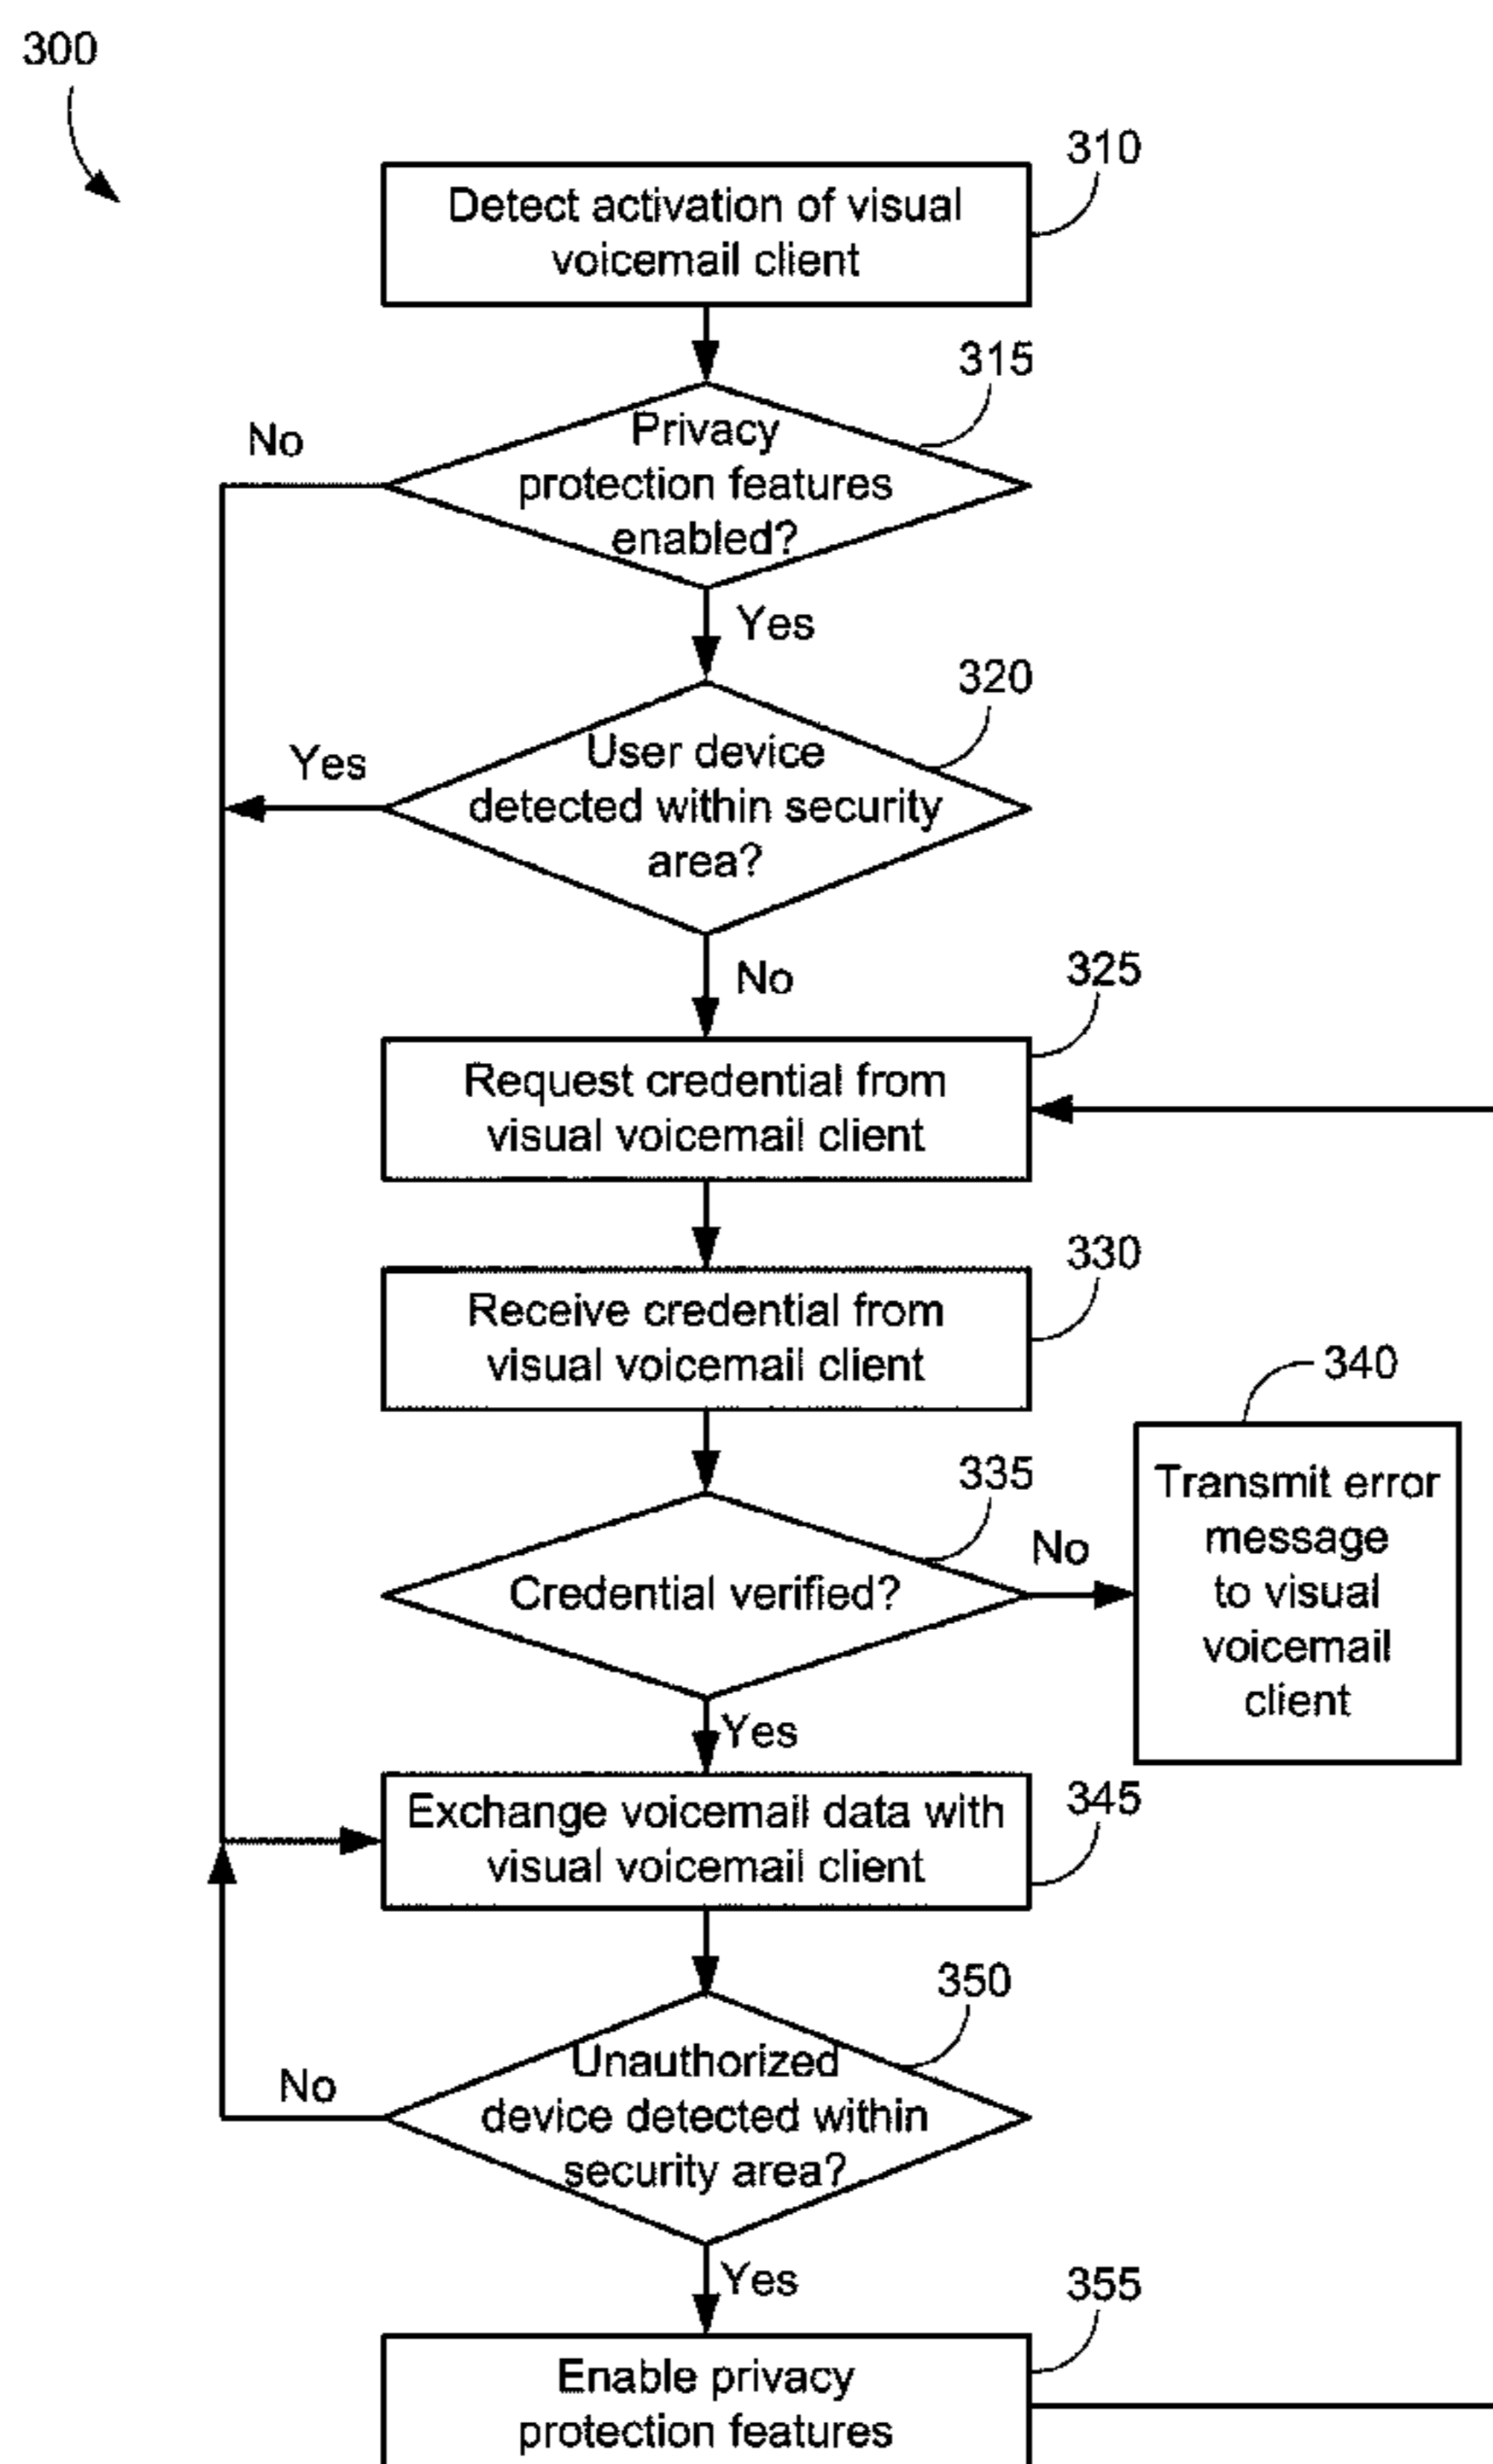 300
310
Detect activation of visual
voicemail client
315
No
Privacy
protection features
enabled?
Yes
320
Yes
User device
detected within security
area?
No
325
Request credential from
visual voicemail client
330
Receive credential from
visual voicemail client
340
335
No
Credential verified?
Transmit error
message
to visual
voicemail
client
Yes
345
Exchange voicemail data with
visual voicemail client
350
No
Unauthorized
device detected within
security area?
Yes
355
Enable privacy
protection features